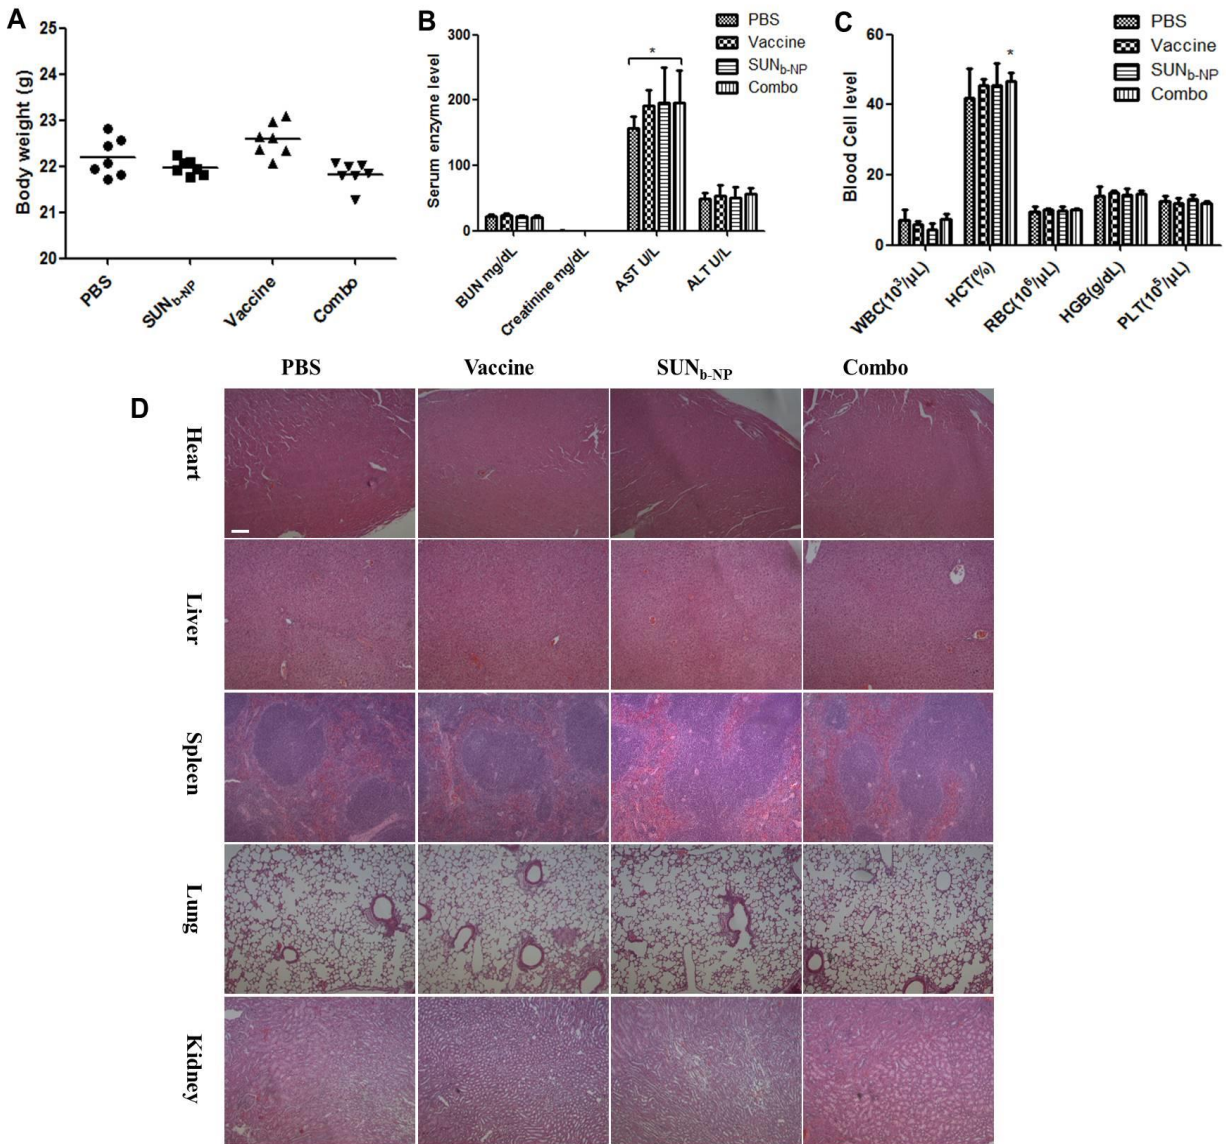 A
Body weight (g)
25
24
23
22
21
20
PBS
SUNb-NP
Vaccine
Combo
B
Serum enzyme level
300
200
100
0
*
PBS
Vaccine
SUNb-NP
Combo
BUN mg/dL
Creatinine mg/dL
AST U/L
ALT U/L
C
Blood Cell level
60
40
20
0
*
PBS
Vaccine
SUNb-NP
Combo
WBC(10³/μL)
HCT(%)
RBC(10⁶/μL)
HGB(g/dL)
PLT(10⁵/μL)
D
PBS
Vaccine
SUNb-NP
Combo
Heart
Liver
Spleen
Lung
Kidney